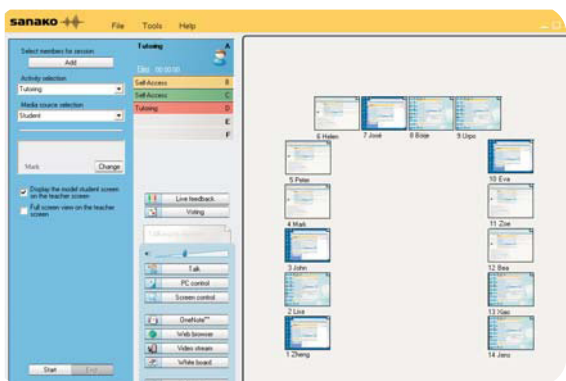 sanako
File Tools Help
Select members for session:
Add
Activity selection
Tutoring
Media source selection
Student
Mark
Change
Display the model student screen
on the teacher screen
Full screen view on the teacher
screen
Start
End
Tutoring A
00:00:00
Self-Access B
Self-Access C
Tutoring D
E
F
Live feedback
Voting
Talk
PC control
Screen control
OneNote™
Web browser
Video stream
White board
6 Helen
7 José
9 Urpo
5 Peter
10 Eva
4 Mark
11 Zoe
3 John
12 Bea
2 Lisa
13 Xiao
1 Zheng
14 Jens